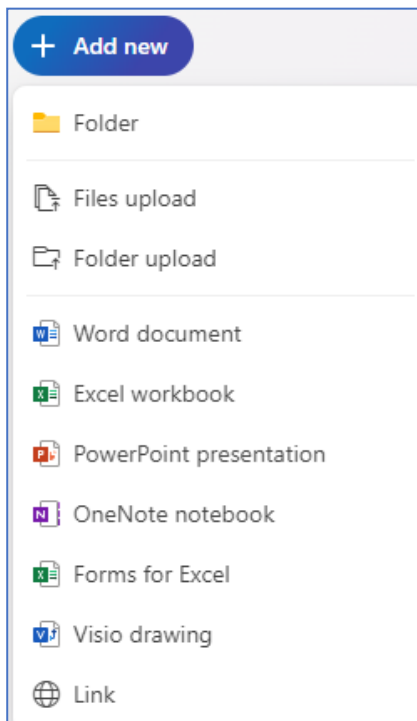 Add new
Folder
Files upload
Folder upload
Word document
Excel workbook
PowerPoint presentation
OneNote notebook
Forms for Excel
Visio drawing
Link